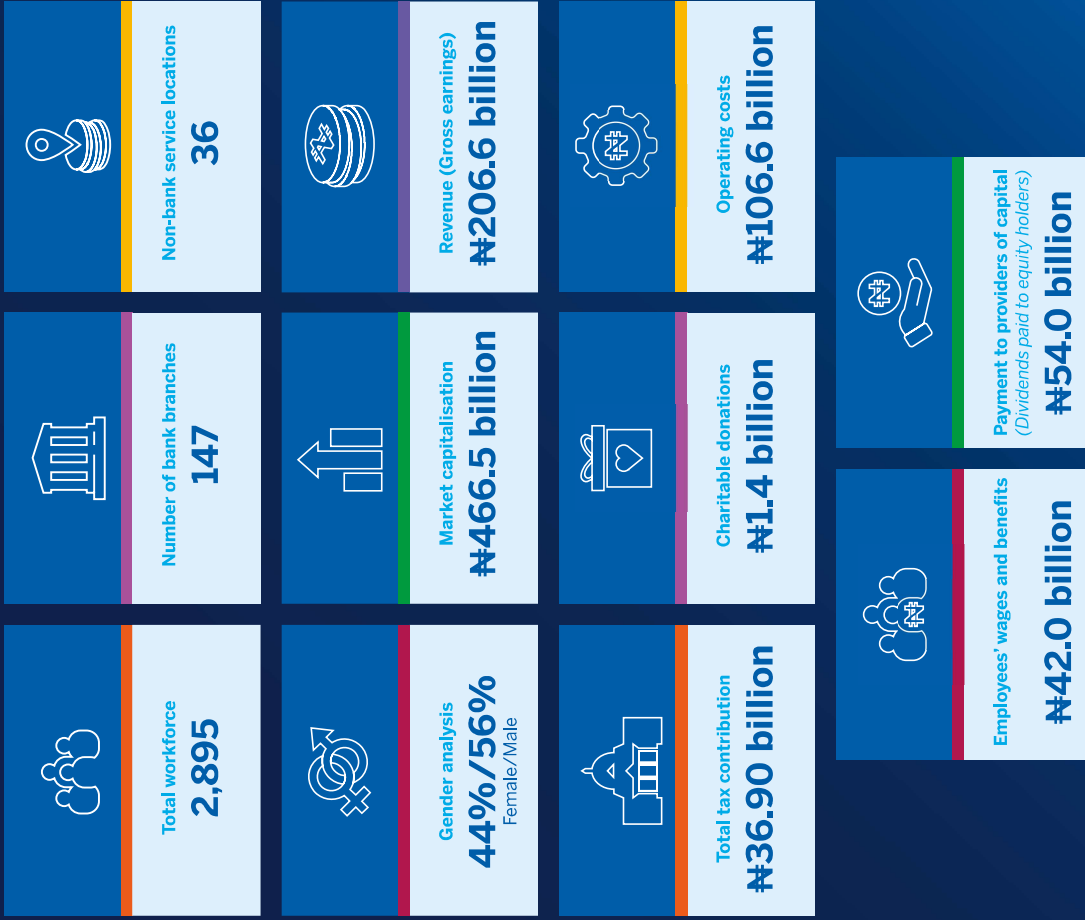 Total workforce
2,895
Number of bank branches
147
Non-bank service locations
36
Gender analysis
44%/56%
Female/Male
Market capitalisation
₦466.5 billion
Revenue (Gross earnings)
₦206.6 billion
Total tax contribution
₦36.90 billion
Charitable donations
₦1.4 billion
Operating costs
₦106.6 billion
Employees’ wages and benefits
₦42.0 billion
Payment to providers of capital
(Dividends paid to equity holders)
₦54.0 billion